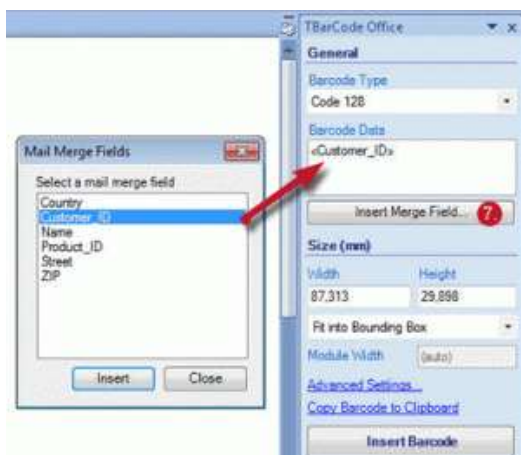 TBarCode Office
General
Barcode Type
Code 128
Barcode Data
«Customer_ID»
Insert Merge Field...
7.
Size (mm)
Width Height
87,313 29,898
Fit into Bounding Box
Module Width (auto)
Advanced Settings...
Copy Barcode to Clipboard
Insert Barcode
Mail Merge Fields
Select a mail merge field
Country
Customer_ID
Name
Product_ID
Street
ZIP
Insert Close